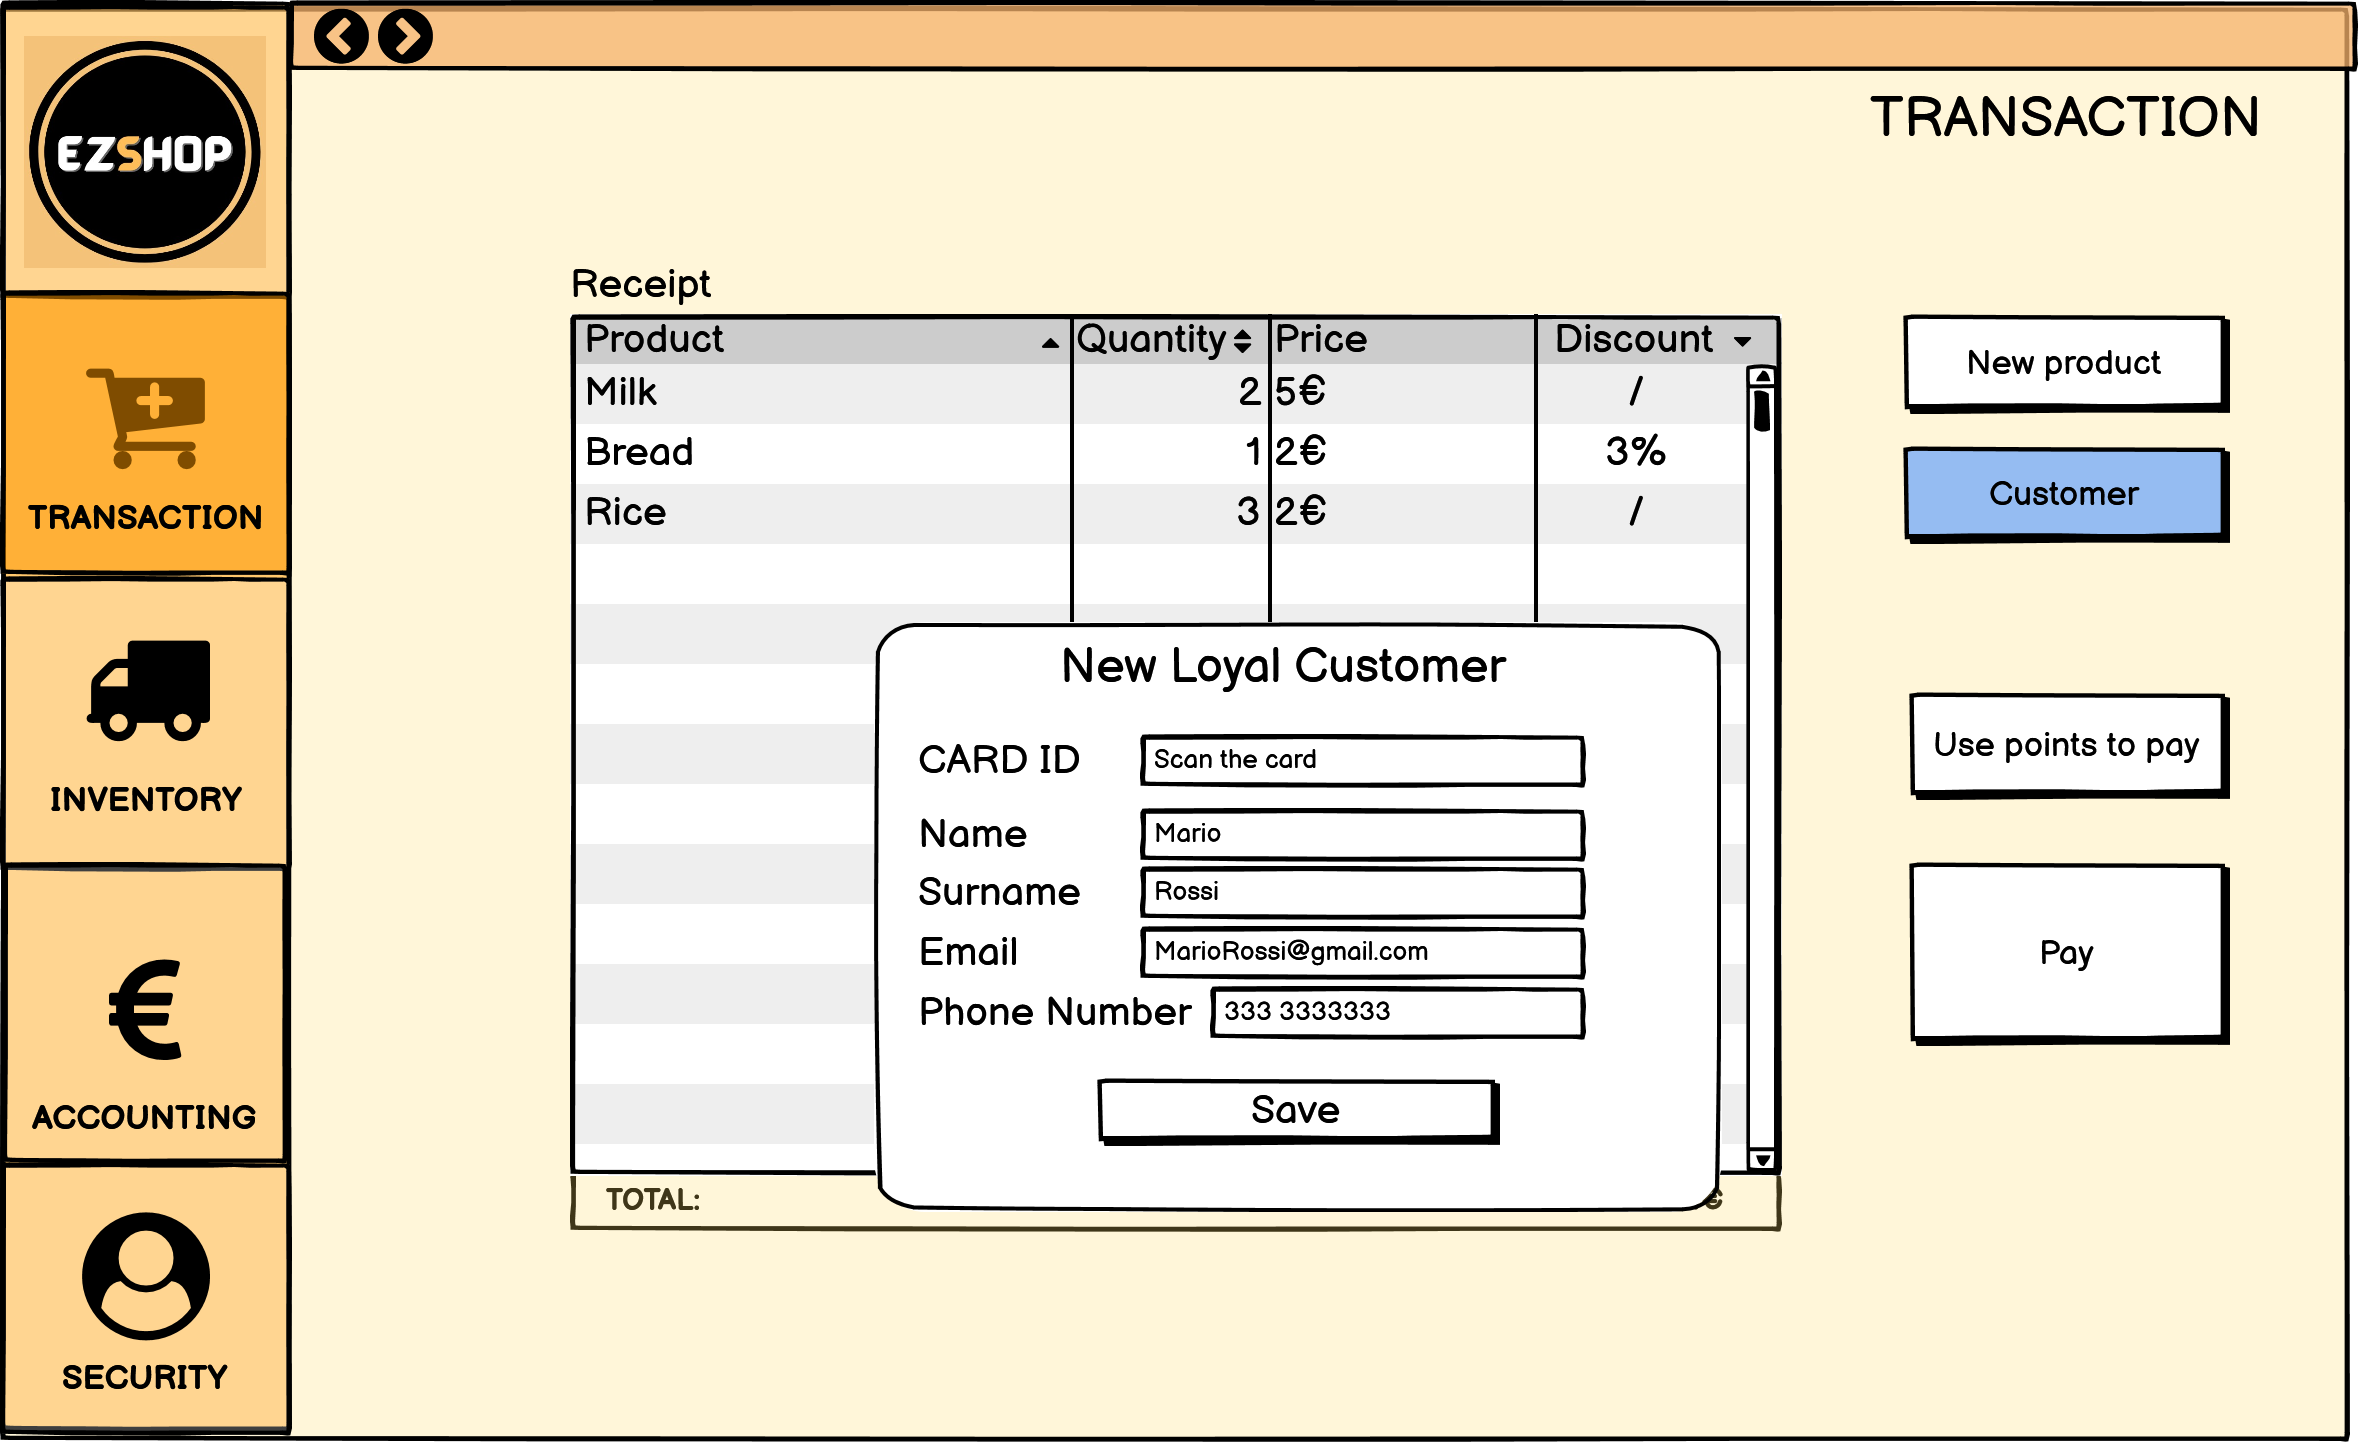 EZSHOP
TRANSACTION
INVENTORY
ACCOUNTING
SECURITY
TRANSACTION
Receipt
Product Quantity Price Discount
Milk 2 5€ /
Bread 1 2€ 3%
Rice 3 2€ /
TOTAL: €
New Loyal Customer
CARD ID Scan the card
Name Mario
Surname Rossi
Email MarioRossi@gmail.com
Phone Number 333 3333333
Save
New product
Customer
Use points to pay
Pay